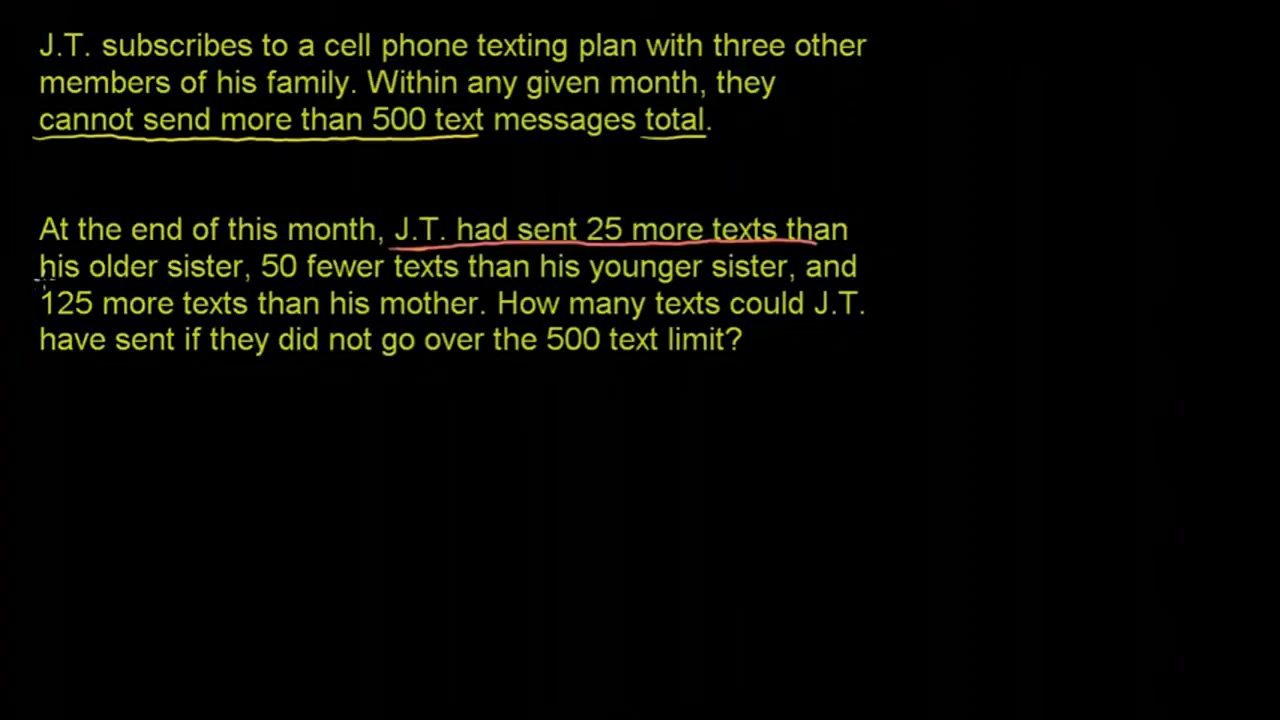 J.T. subscribes to a cell phone texting plan with three other
members of his family. Within any given month, they
cannot send more than 500 text messages total.
At the end of this month, J.T. had sent 25 more texts than
his older sister, 50 fewer texts than his younger sister, and
125 more texts than his mother. How many texts could J.T.
have sent if they did not go over the 500 text limit?